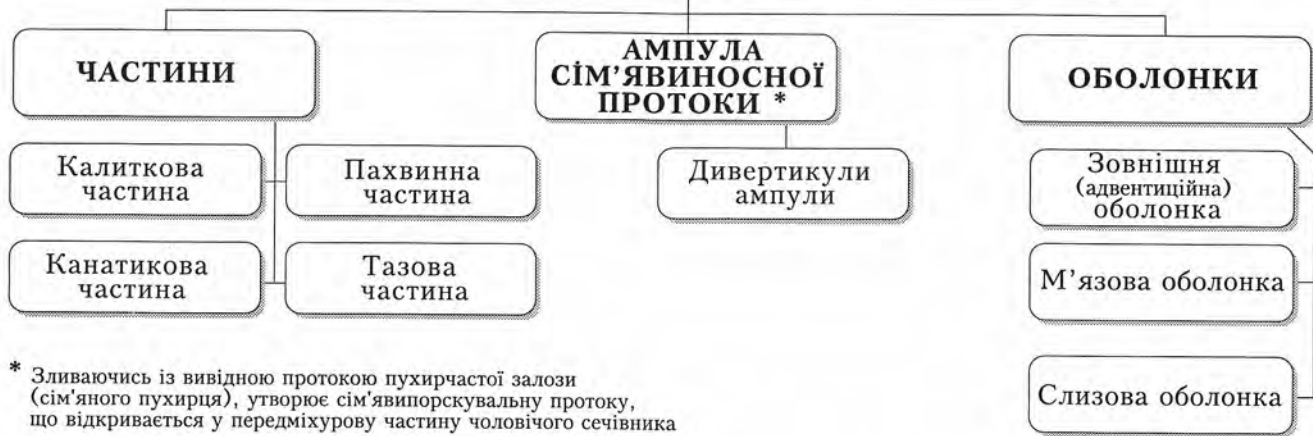 ЧАСТИНИ
Калиткова
частина
Пахвинна
частина
Канатикова
частина
Тазова
частина
АМПУЛА
СІМ’ЯВИНОСНОЇ
ПРОТОКИ *
Дивертикули
ампули
ОБОЛОНКИ
Зовнішня
(адвентиційна)
оболонка
М’язова оболонка
Слизова оболонка
* Зливаючись із вивідною протокою пухирчастої залози
(сім’яного пухирця), утворює сім’явипорскувальну протоку,
що відкривається у передміхурову частину чоловічого сечівника